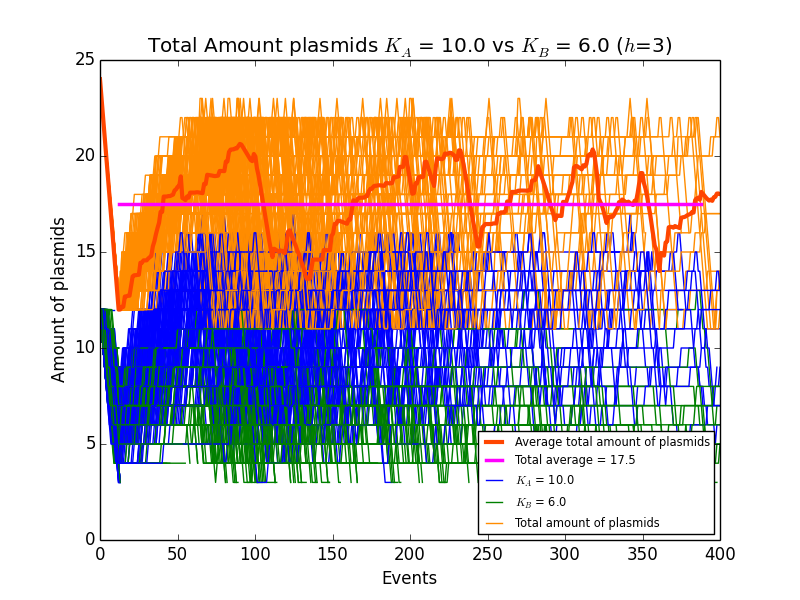 Total Amount plasmids K_A = 10.0 vs K_B = 6.0 (h=3)
25
20
15
10
5
0
Amount of plasmids
0 50 100 150 200 250 300 350 400
Events
Average total amount of plasmids
Total average = 17.5
K_A = 10.0
K_B = 6.0
Total amount of plasmids